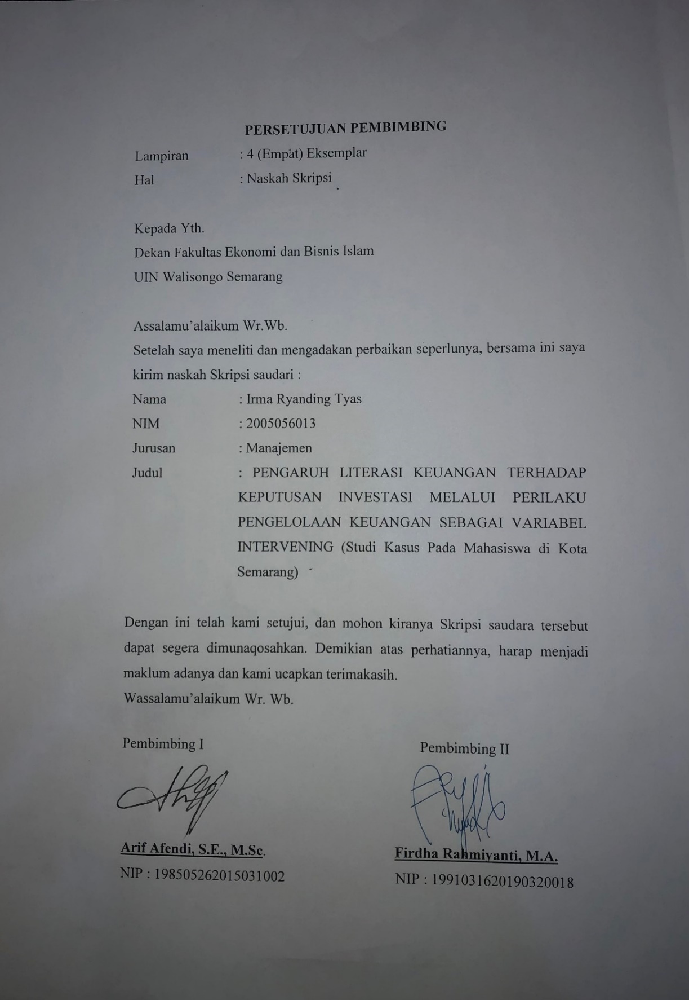 PERSETUJUAN PEMBIMBING
Lampiran : 4 (Empat) Eksemplar
Hal : Naskah Skripsi
Kepada Yth.
Dekan Fakultas Ekonomi dan Bisnis Islam
UIN Walisongo Semarang
Assalamu’alaikum Wr.Wb.
Setelah saya meneliti dan mengadakan perbaikan seperlunya, bersama ini saya
kirim naskah Skripsi saudari :
Nama : Irma Ryanding Tyas
NIM : 2005056013
Jurusan : Manajemen
Judul : PENGARUH LITERASI KEUANGAN TERHADAP
KEPUTUSAN INVESTASI MELALUI PERILAKU
PENGELOLAAN KEUANGAN SEBAGAI VARIABEL
INTERVENING (Studi Kasus Pada Mahasiswa di Kota
Semarang)
Dengan ini telah kami setujui, dan mohon kiranya Skripsi saudara tersebut
dapat segera dimunaqosahkan. Demikian atas perhatiannya, harap menjadi
maklum adanya dan kami ucapkan terimakasih.
Wassalamu’alaikum Wr. Wb.
Pembimbing I Pembimbing II
Arif Afendi, S.E., M.Sc. Firdha Rahmiyanti, M.A.
NIP : 198505262015031002 NIP : 1991031620190320018